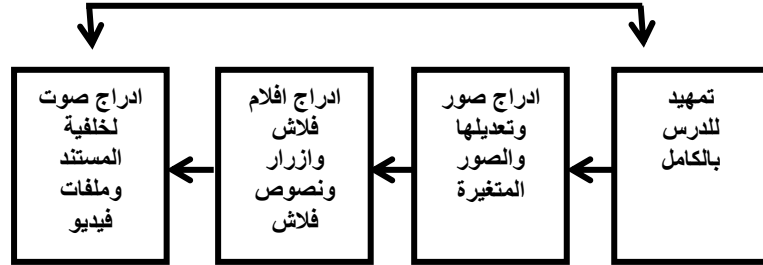 تمهيد
للدرس
بالكامل
ادراج صور
وتعديلها
والصور
المتغيرة
ادراج افلام
فلاش
وازرار
ونصوص
فلاش
ادراج صوت
لخلفية
المستند
وملفات
فيديو